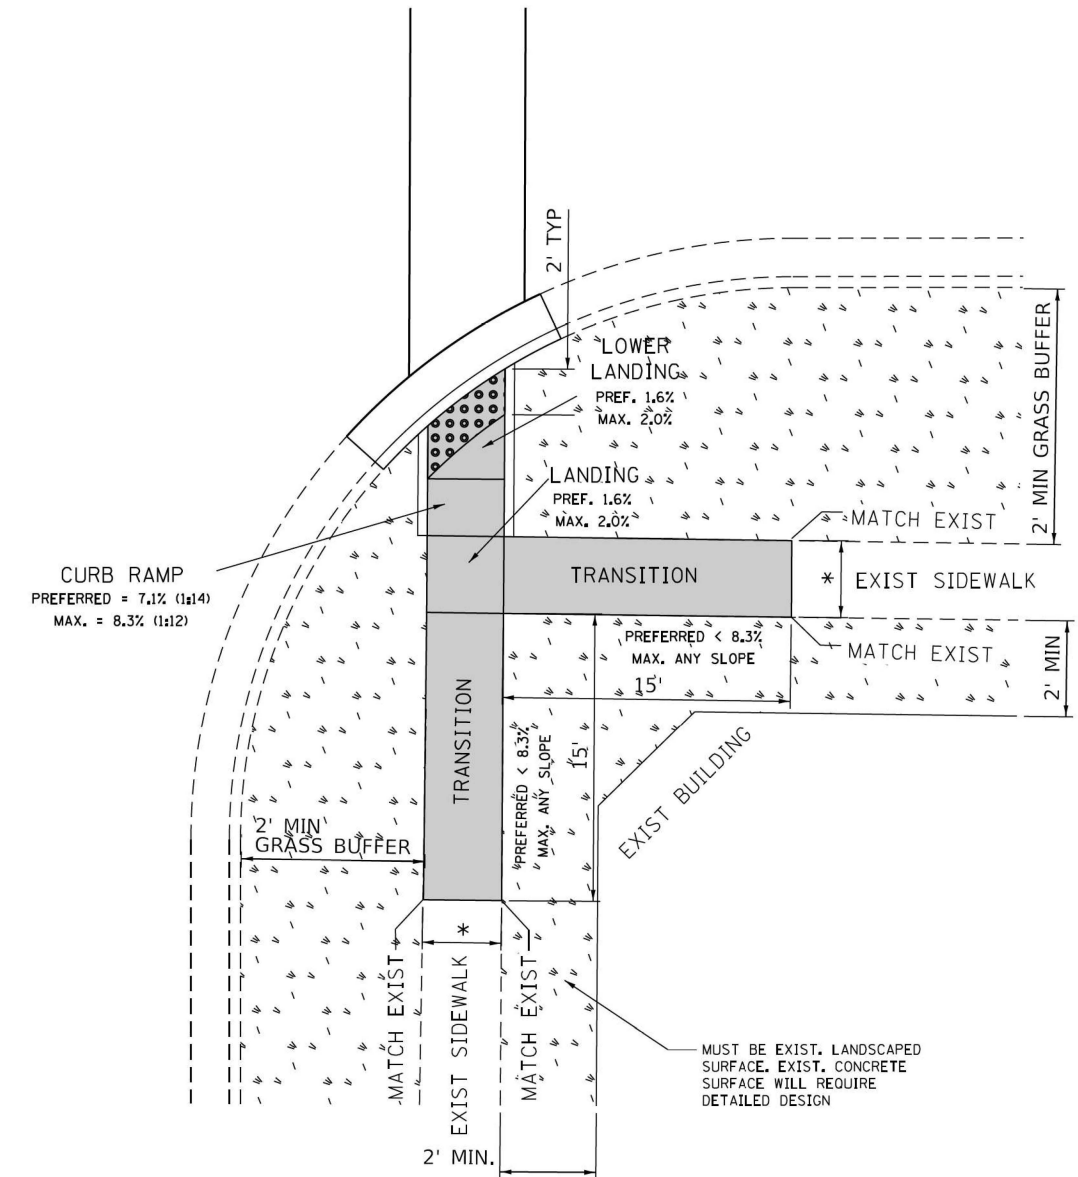 2' TYP
LOWER
LANDING
PREF. 1.6%
MAX. 2.0%
LANDING
PREF. 1.6%
MAX. 2.0%
2' MIN GRASS BUFFER
MATCH EXIST
CURB RAMP
PREFERRED = 7.1% (1:14)
MAX. = 8.3% (1:12)
TRANSITION
*
EXIST SIDEWALK
PREFERRED < 8.3%
MAX. ANY SLOPE
MATCH EXIST
2' MIN
15'
TRANSITION
PREFERRED < 8.3%
MAX. ANY SLOPE
15'
EXIST BUILDING
2' MIN
GRASS BUFFER
*
MATCH EXIST
EXIST SIDEWALK
MATCH EXIST
MUST BE EXIST. LANDSCAPED
SURFACE. EXIST. CONCRETE
SURFACE WILL REQUIRE
DETAILED DESIGN
2' MIN.